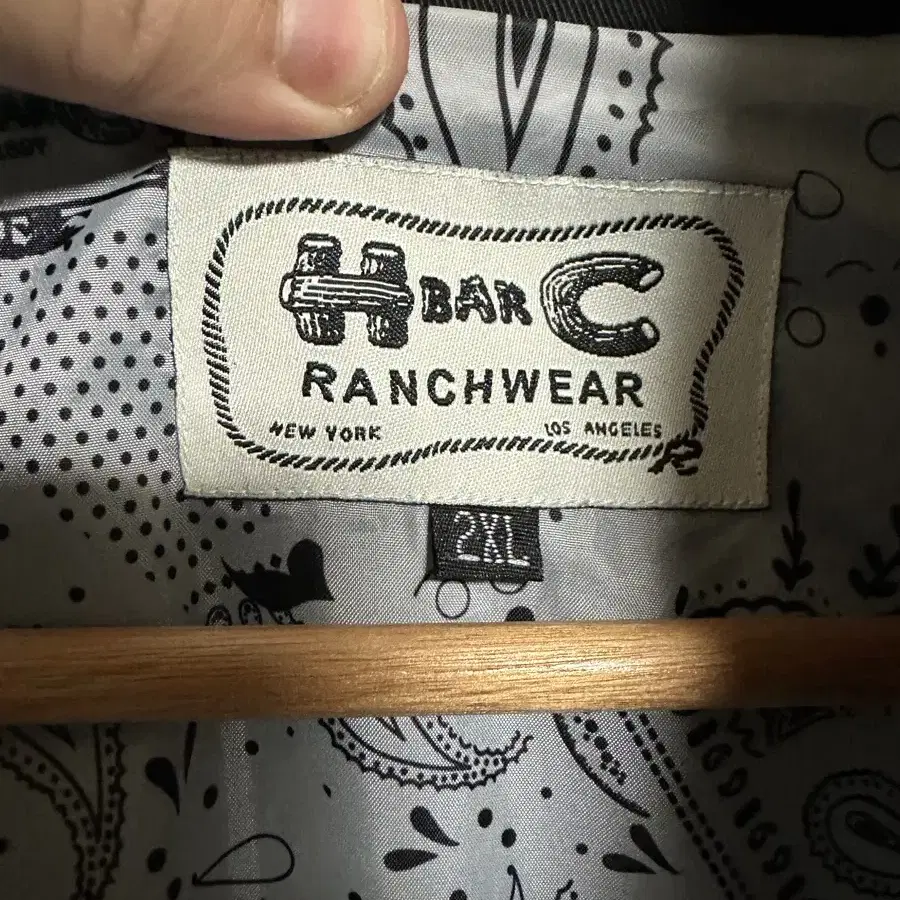 H BAR C
RANCHWEAR
NEW YORK LOS ANGELES
2XL